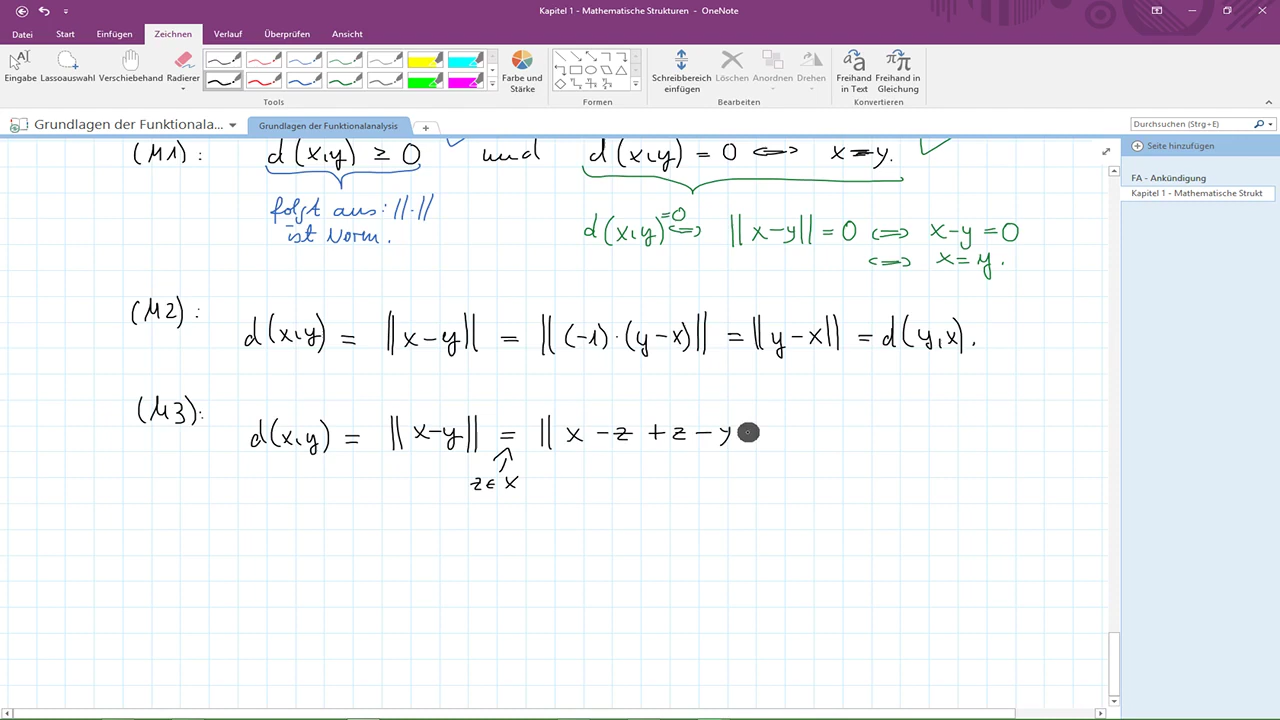 Kapitel 1 - Mathematische Strukturen - OneNote
Datei Start Einfügen Zeichnen Verlauf Überprüfen Ansicht
Eingabe Lassoauswahl Verschiebehand Radierer Farbe und Stärke Schreibbereich einfügen Löschen Anordnen Drehen Freihand in Text Freihand in Gleichung
Tools Formen Bearbeiten Konvertieren
Grundlagen der Funktionala... Grundlagen der Funktionalanalysis Durchsuchen (Strg+E)
Seite hinzufügen
FA - Ankündigung
Kapitel 1 - Mathematische Strukt
(M1): d(x,y) ≥ 0 und d(x,y) = 0 ⇔ x = y.
folgt aus: ||·||
ist Norm.
d(x,y) = 0 ⇔ ||x-y|| = 0 ⇔ x-y = 0
⇔ x = y.
(M2): d(x,y) = ||x-y|| = ||(-1)·(y-x)|| = ||y-x|| = d(y,x).
(M3): d(x,y) = ||x-y|| = ||x -z +z -y
z∈X